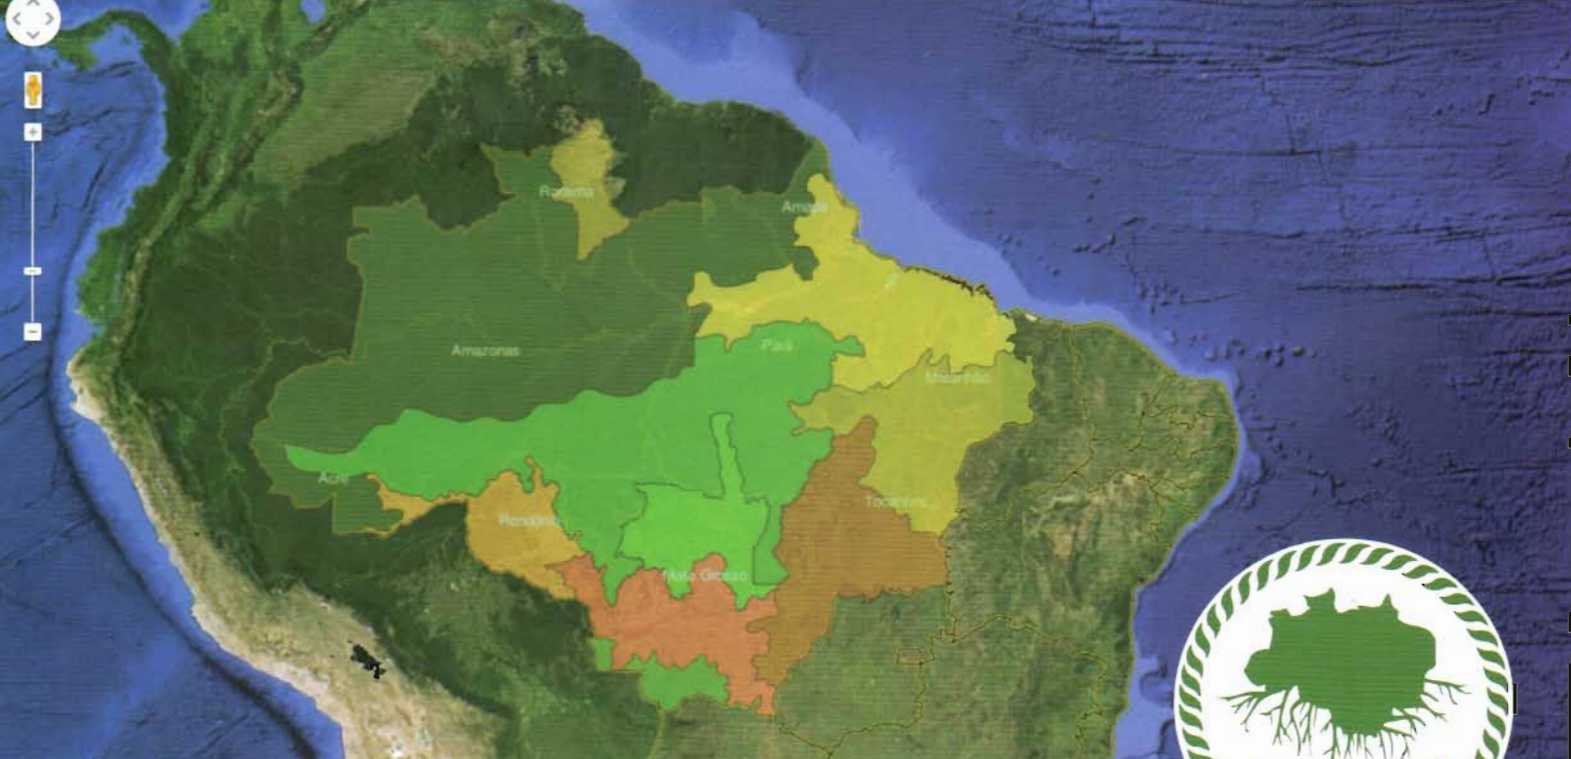 Roraima
Amapá
Amazonas
Pará
Maranhão
Acre
Tocantins
Rondônia
Mato Grosso